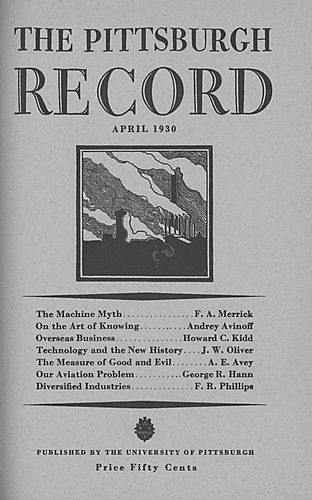 THE PITTSBURGH
RECORD
APRIL 1930
The Machine Myth................F. A. Merrick
On the Art of Knowing...........Andrey Avinoff
Overseas Business...............Howard C. Kidd
Technology and the New History....J. W. Oliver
The Measure of Good and Evil........A. E. Avey
Our Aviation Problem...........George R. Hann
Diversified Industries............F. R. Phillips
PUBLISHED BY THE UNIVERSITY OF PITTSBURGH
Price Fifty Cents